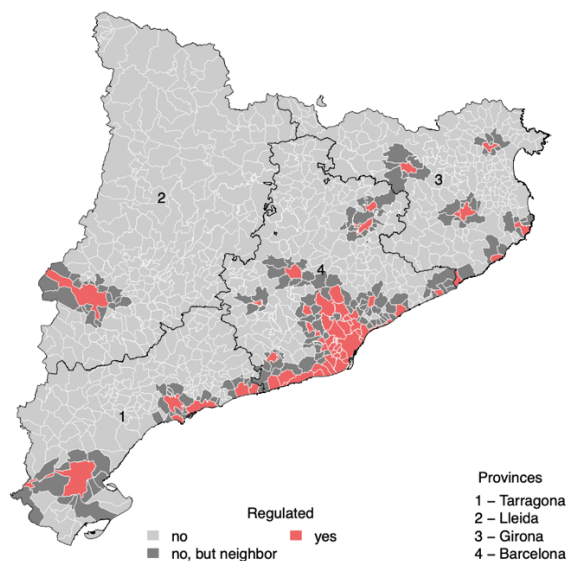 2
3
4
1
Regulated
no
yes
no, but neighbor
Provinces
1 – Tarragona
2 – Lleida
3 – Girona
4 – Barcelona